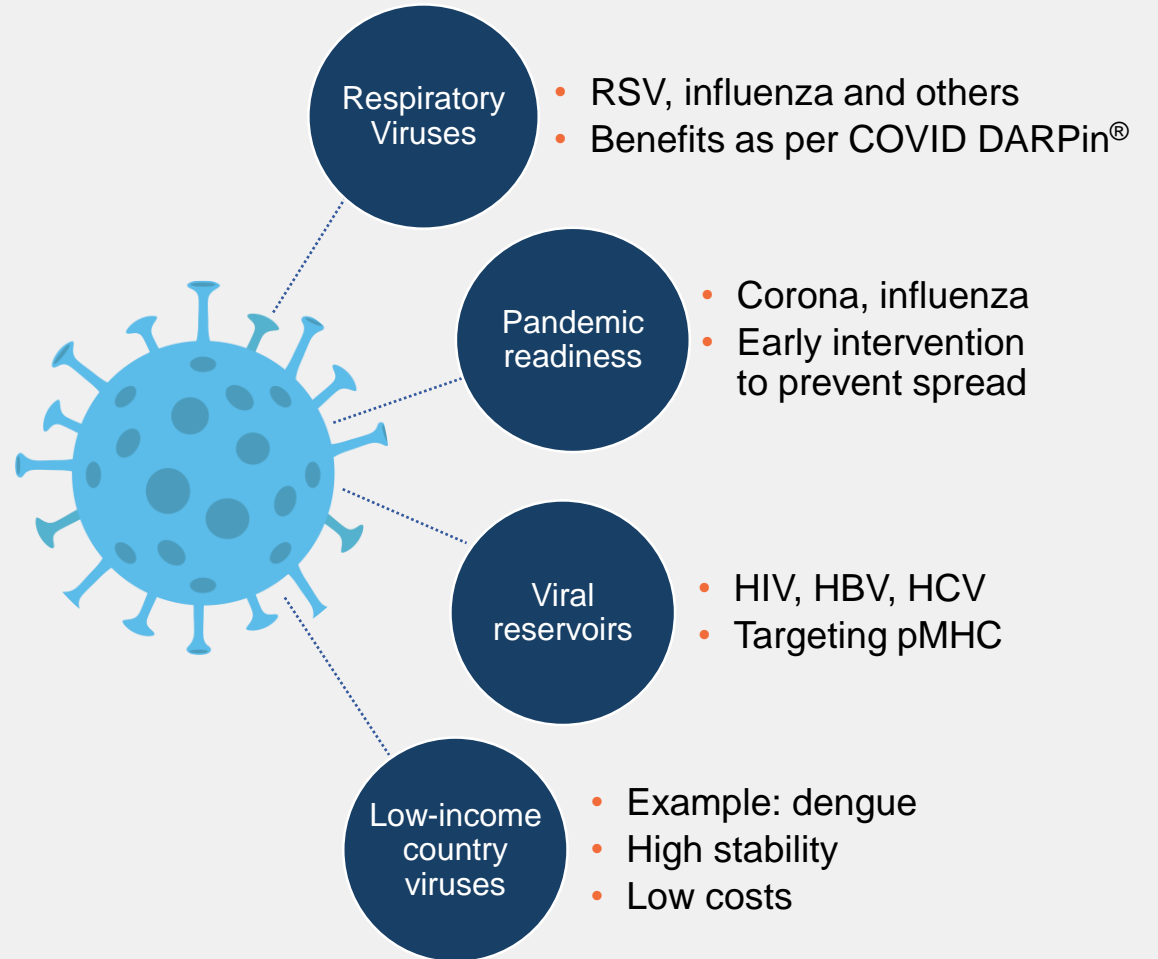 Respiratory
Viruses
• RSV, influenza and others
• Benefits as per COVID DARPin®
Pandemic
readiness
• Corona, influenza
• Early intervention
to prevent spread
Viral
reservoirs
• HIV, HBV, HCV
• Targeting pMHC
Low-income
country
viruses
• Example: dengue
• High stability
• Low costs